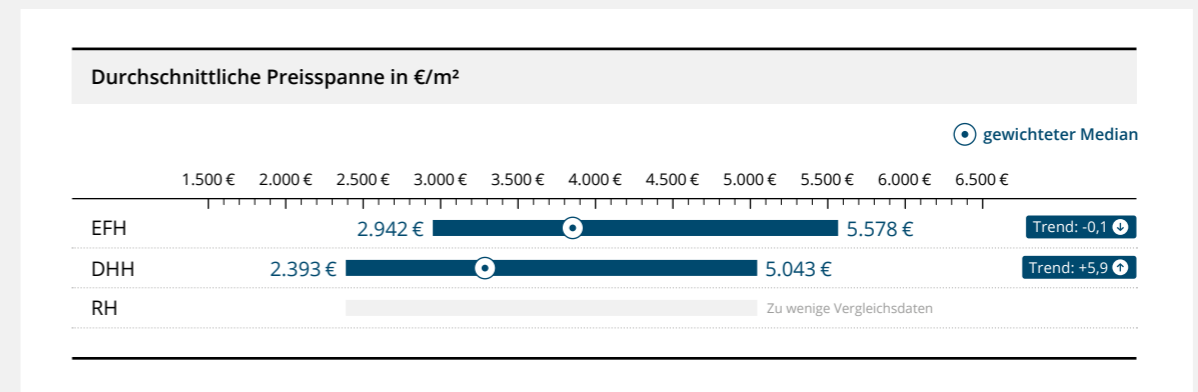 Durchschnittliche Preisspanne in €/m²
gewichteter Median
1.500 € 2.000 € 2.500 € 3.000 € 3.500 € 4.000 € 4.500 € 5.000 € 5.500 € 6.000 € 6.500 €
EFH 2.942 € 5.578 € Trend: -0,1
DHH 2.393 € 5.043 € Trend: +5,9
RH Zu wenige Vergleichsdaten